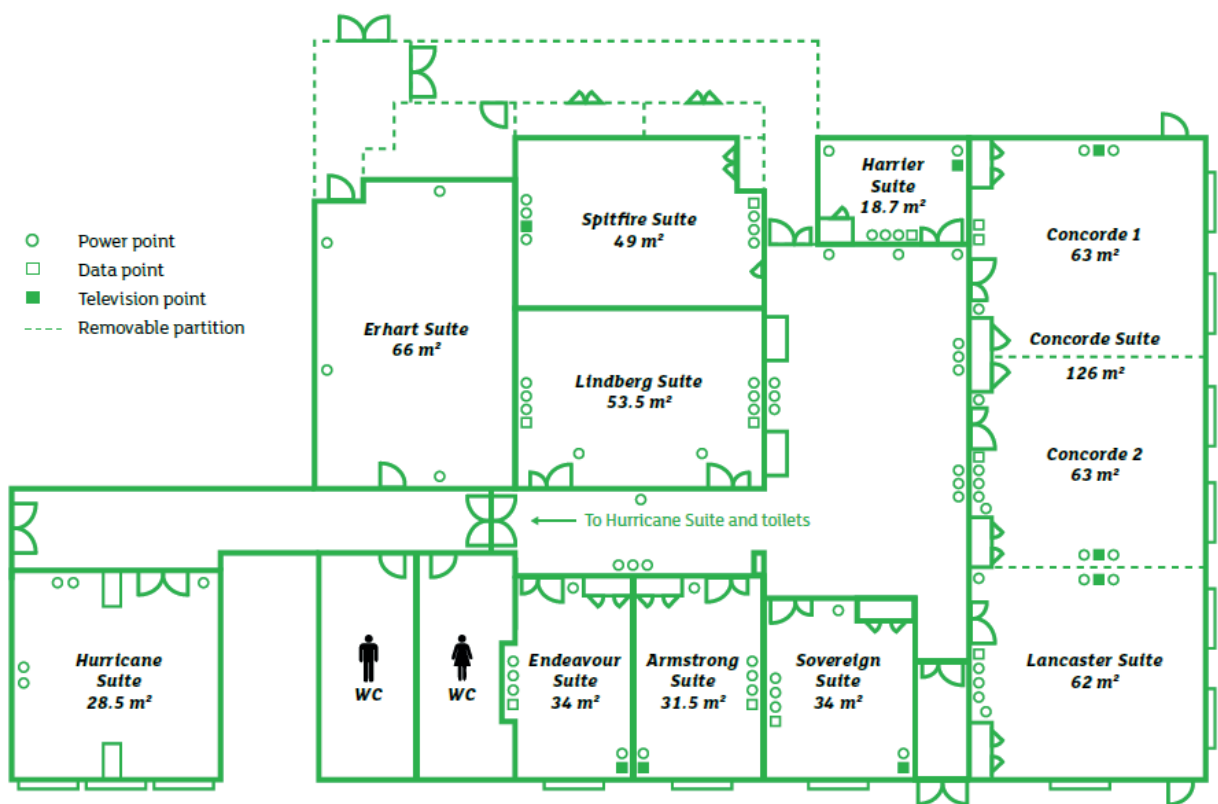 Power point
Data point
Television point
Removable partition
Erhart Suite
66 m²
Spitfire Suite
49 m²
Lindberg Suite
53.5 m²
Harrier
Suite
18.7 m²
Concorde 1
63 m²
Concorde Suite
126 m²
Concorde 2
63 m²
To Hurricane Suite and toilets
Hurricane
Suite
28.5 m²
WC
WC
Endeavour
Suite
34 m²
Armstrong
Suite
31.5 m²
Sovereign
Suite
34 m²
Lancaster Suite
62 m²